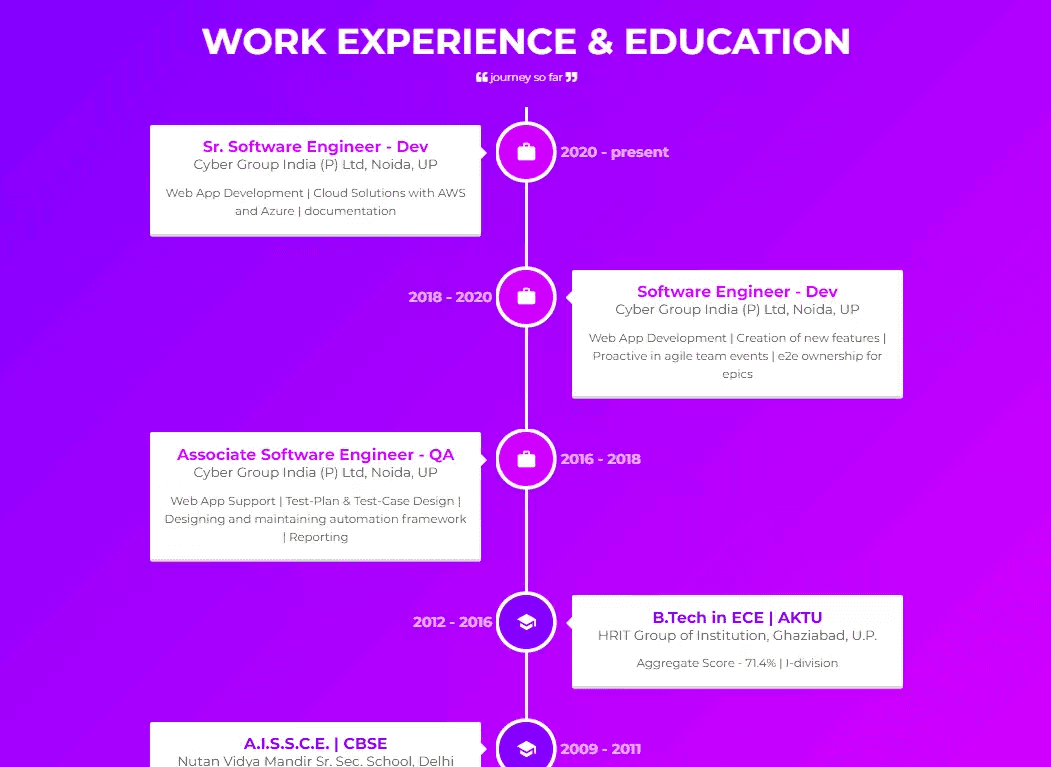 WORK EXPERIENCE & EDUCATION
❝ journey so far ❞
Sr. Software Engineer - Dev
Cyber Group India (P) Ltd, Noida, UP
Web App Development | Cloud Solutions with AWS
and Azure | documentation
2020 - present
2018 - 2020
Software Engineer - Dev
Cyber Group India (P) Ltd, Noida, UP
Web App Development | Creation of new features |
Proactive in agile team events | e2e ownership for
epics
Associate Software Engineer - QA
Cyber Group India (P) Ltd, Noida, UP
Web App Support | Test-Plan & Test-Case Design |
Designing and maintaining automation framework
| Reporting
2016 - 2018
2012 - 2016
B.Tech in ECE | AKTU
HRIT Group of Institution, Ghaziabad, U.P.
Aggregate Score - 71.4% | I-division
A.I.S.S.C.E. | CBSE
Nutan Vidya Mandir Sr. Sec. School, Delhi
2009 - 2011